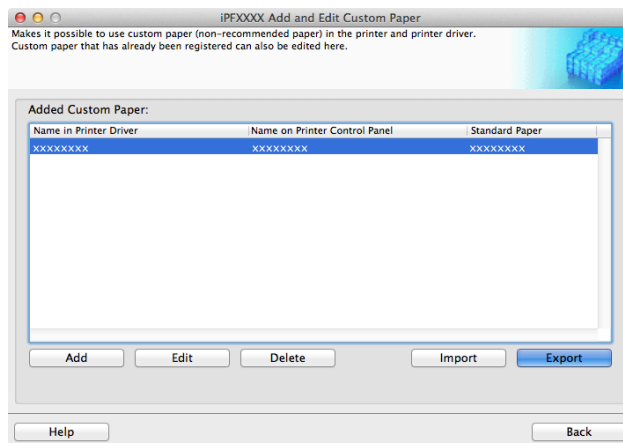 iPFXXXX Add and Edit Custom Paper
Makes it possible to use custom paper (non-recommended paper) in the printer and printer driver.
Custom paper that has already been registered can also be edited here.
Added Custom Paper:
Name in Printer Driver Name on Printer Control Panel Standard Paper
xxxxxxxx xxxxxxxx xxxxxxxx
Add Edit Delete Import Export
Help Back